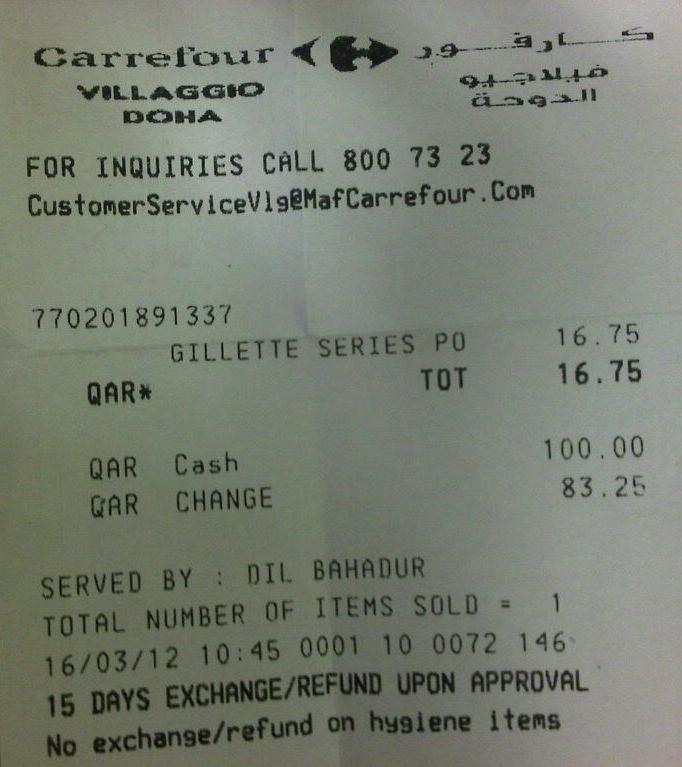 Carrefour كارفور
VILLAGGIO فيلاجيو
DOHA الدوحة
FOR INQUIRIES CALL 800 73 23
CustomerServiceVlg@MafCarrefour.Com
770201891337
GILLETTE SERIES PO 16.75
QAR* TOT 16.75
QAR Cash 100.00
QAR CHANGE 83.25
SERVED BY : DIL BAHADUR
TOTAL NUMBER OF ITEMS SOLD = 1
16/03/12 10:45 0001 10 0072 146
15 DAYS EXCHANGE/REFUND UPON APPROVAL
No exchange/refund on hygiene items